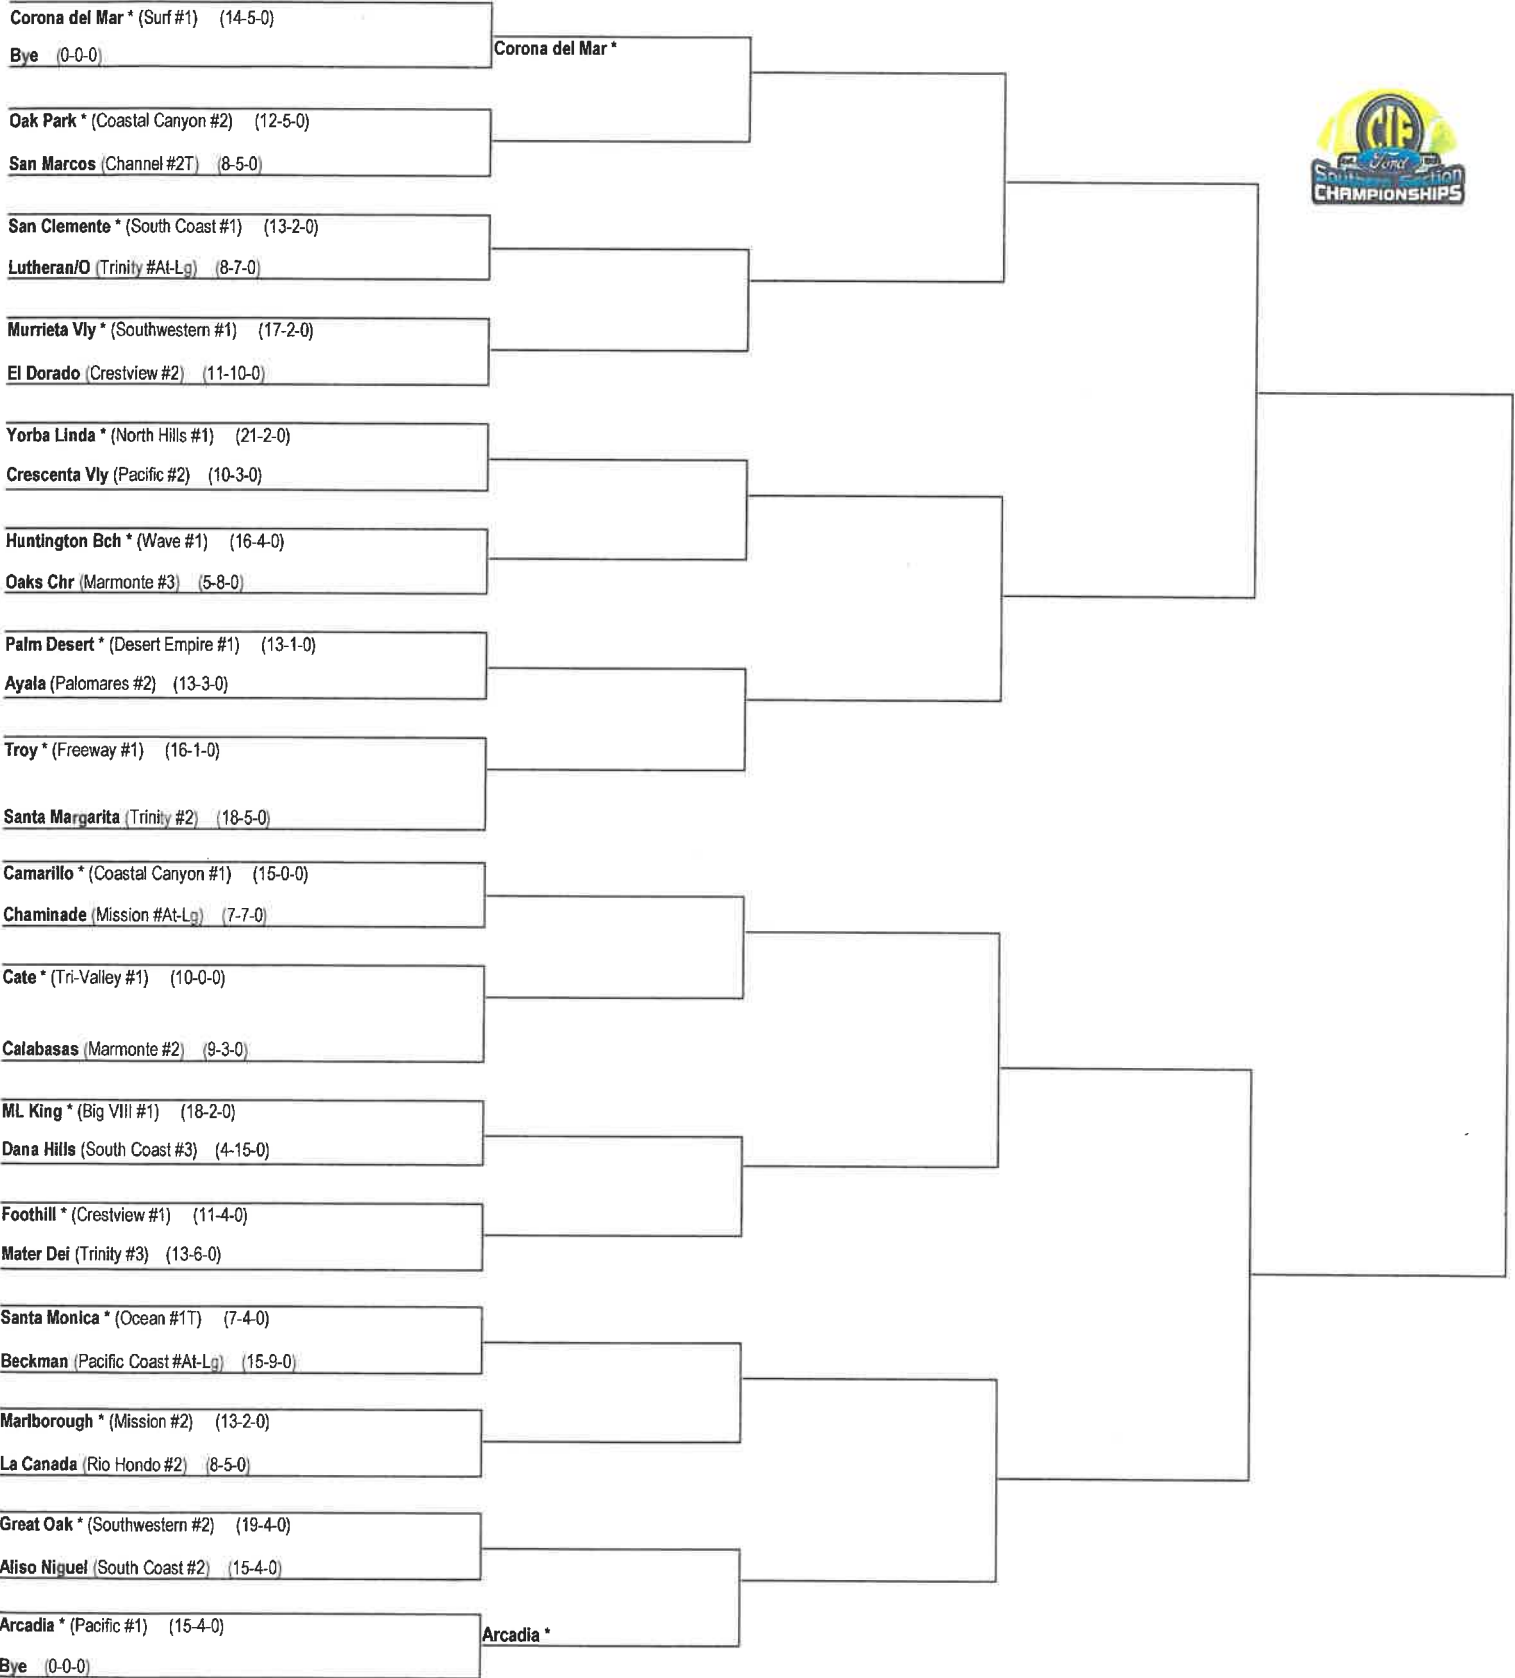 Corona del Mar * (Surf #1) (14-5-0)
Bye (0-0-0)
Corona del Mar *
Oak Park * (Coastal Canyon #2) (12-5-0)
San Marcos (Channel #2T) (8-5-0)
San Clemente * (South Coast #1) (13-2-0)
Lutheran/O (Trinity #At-Lg) (8-7-0)
Murrieta Vly * (Southwestern #1) (17-2-0)
El Dorado (Crestview #2) (11-10-0)
Yorba Linda * (North Hills #1) (21-2-0)
Crescenta Vly (Pacific #2) (10-3-0)
Huntington Bch * (Wave #1) (16-4-0)
Oaks Chr (Marmonte #3) (5-8-0)
Palm Desert * (Desert Empire #1) (13-1-0)
Ayala (Palomares #2) (13-3-0)
Troy * (Freeway #1) (16-1-0)
Santa Margarita (Trinity #2) (18-5-0)
Camarillo * (Coastal Canyon #1) (15-0-0)
Chaminade (Mission #At-Lg) (7-7-0)
Cate * (Tri-Valley #1) (10-0-0)
Calabasas (Marmonte #2) (9-3-0)
ML King * (Big VIII #1) (18-2-0)
Dana Hills (South Coast #3) (4-15-0)
Foothill * (Crestview #1) (11-4-0)
Mater Dei (Trinity #3) (13-6-0)
Santa Monica * (Ocean #1T) (7-4-0)
Beckman (Pacific Coast #At-Lg) (15-9-0)
Marlborough * (Mission #2) (13-2-0)
La Canada (Rio Hondo #2) (8-5-0)
Great Oak * (Southwestern #2) (19-4-0)
Aliso Niguel (South Coast #2) (15-4-0)
Arcadia * (Pacific #1) (15-4-0)
Bye (0-0-0)
Arcadia *
CIF
Ford
Southern Section
CHAMPIONSHIPS